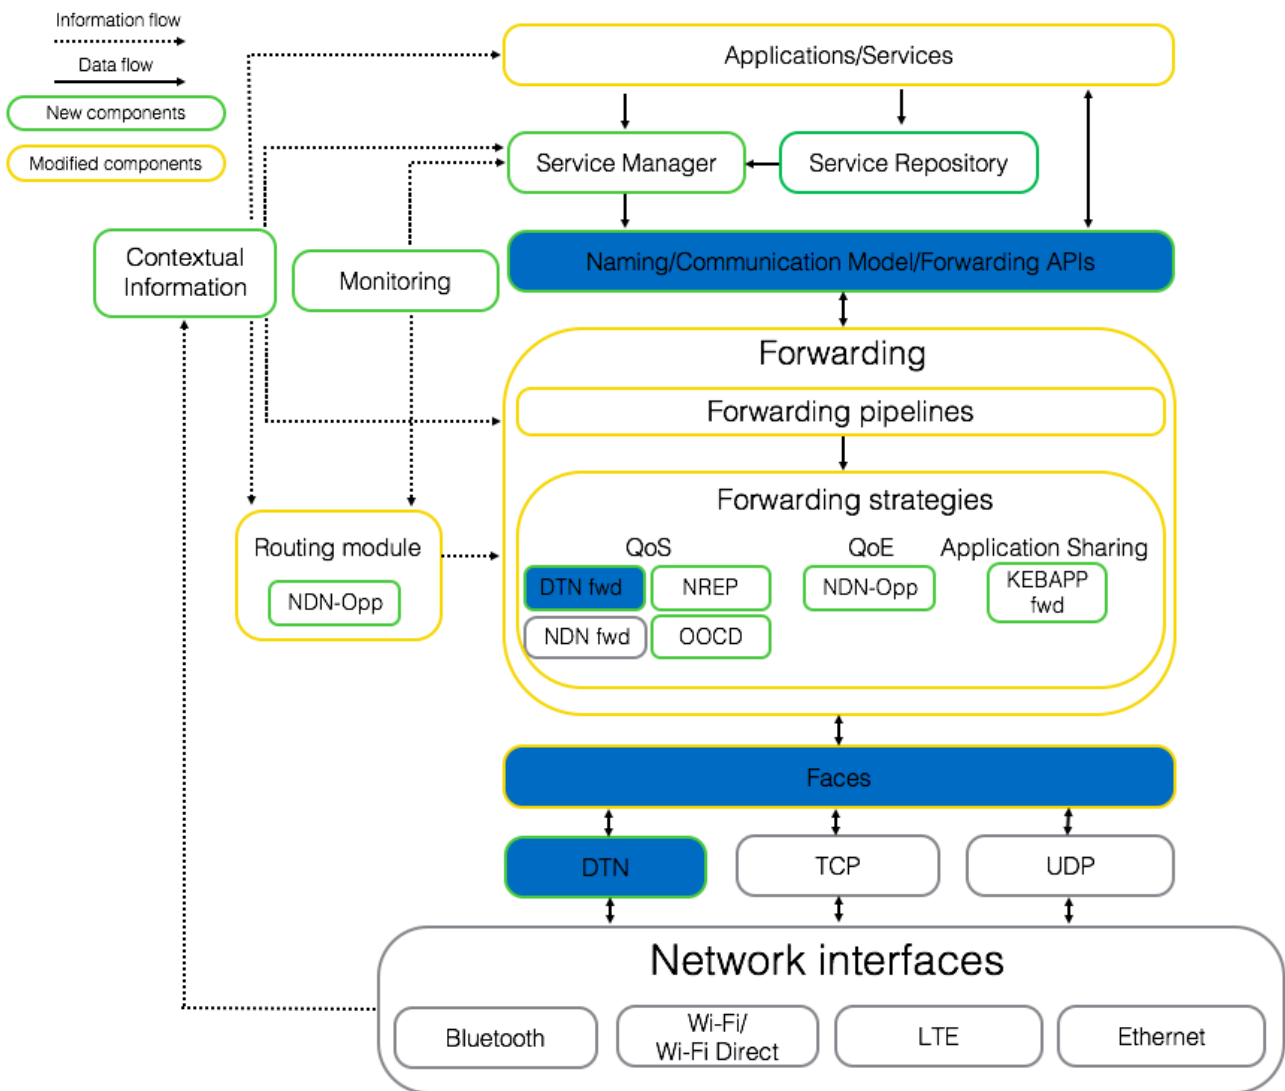 Information flow
Data flow
New components
Modified components
Applications/Services
Service Manager
Service Repository
Contextual
Information
Monitoring
Naming/Communication Model/Forwarding APIs
Forwarding
Forwarding pipelines
Forwarding strategies
Routing module
NDN-Opp
QoS
QoE
Application Sharing
DTN fwd
NREP
NDN-Opp
KEBAPP
fwd
NDN fwd
OOCD
Faces
DTN
TCP
UDP
Network interfaces
Bluetooth
Wi-Fi/
Wi-Fi Direct
LTE
Ethernet